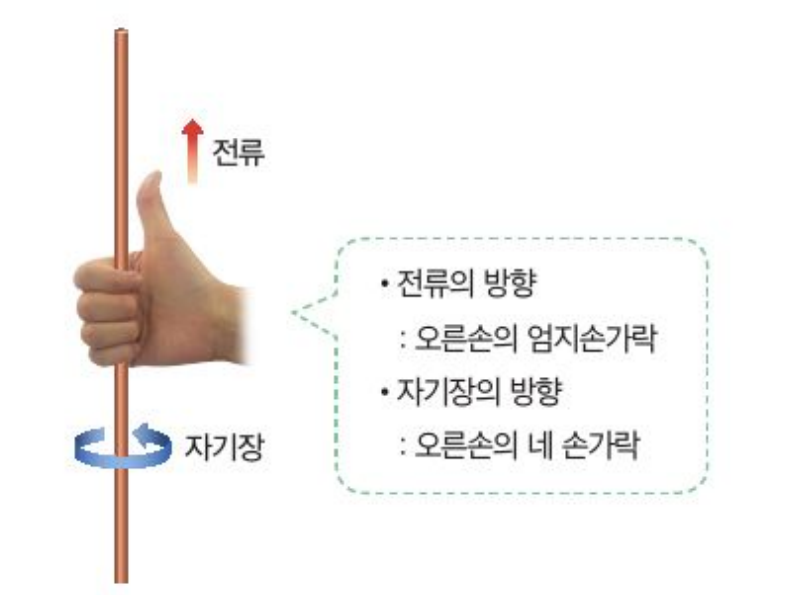 전류
• 전류의 방향
: 오른손의 엄지손가락
• 자기장의 방향
: 오른손의 네 손가락
자기장